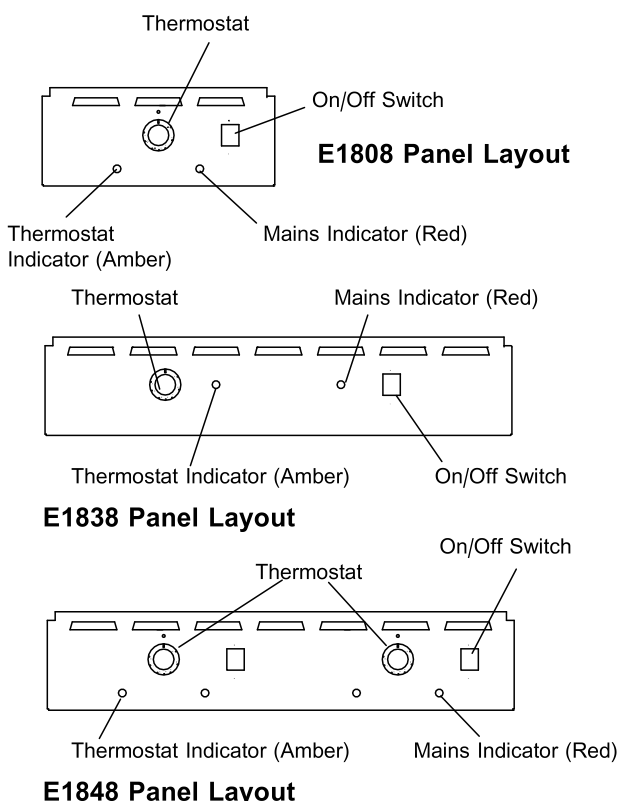 Thermostat
On/Off Switch
E1808 Panel Layout
Thermostat
Indicator (Amber)
Mains Indicator (Red)
Thermostat
Mains Indicator (Red)
Thermostat Indicator (Amber)
On/Off Switch
E1838 Panel Layout
On/Off Switch
Thermostat
Thermostat Indicator (Amber)
Mains Indicator (Red)
E1848 Panel Layout